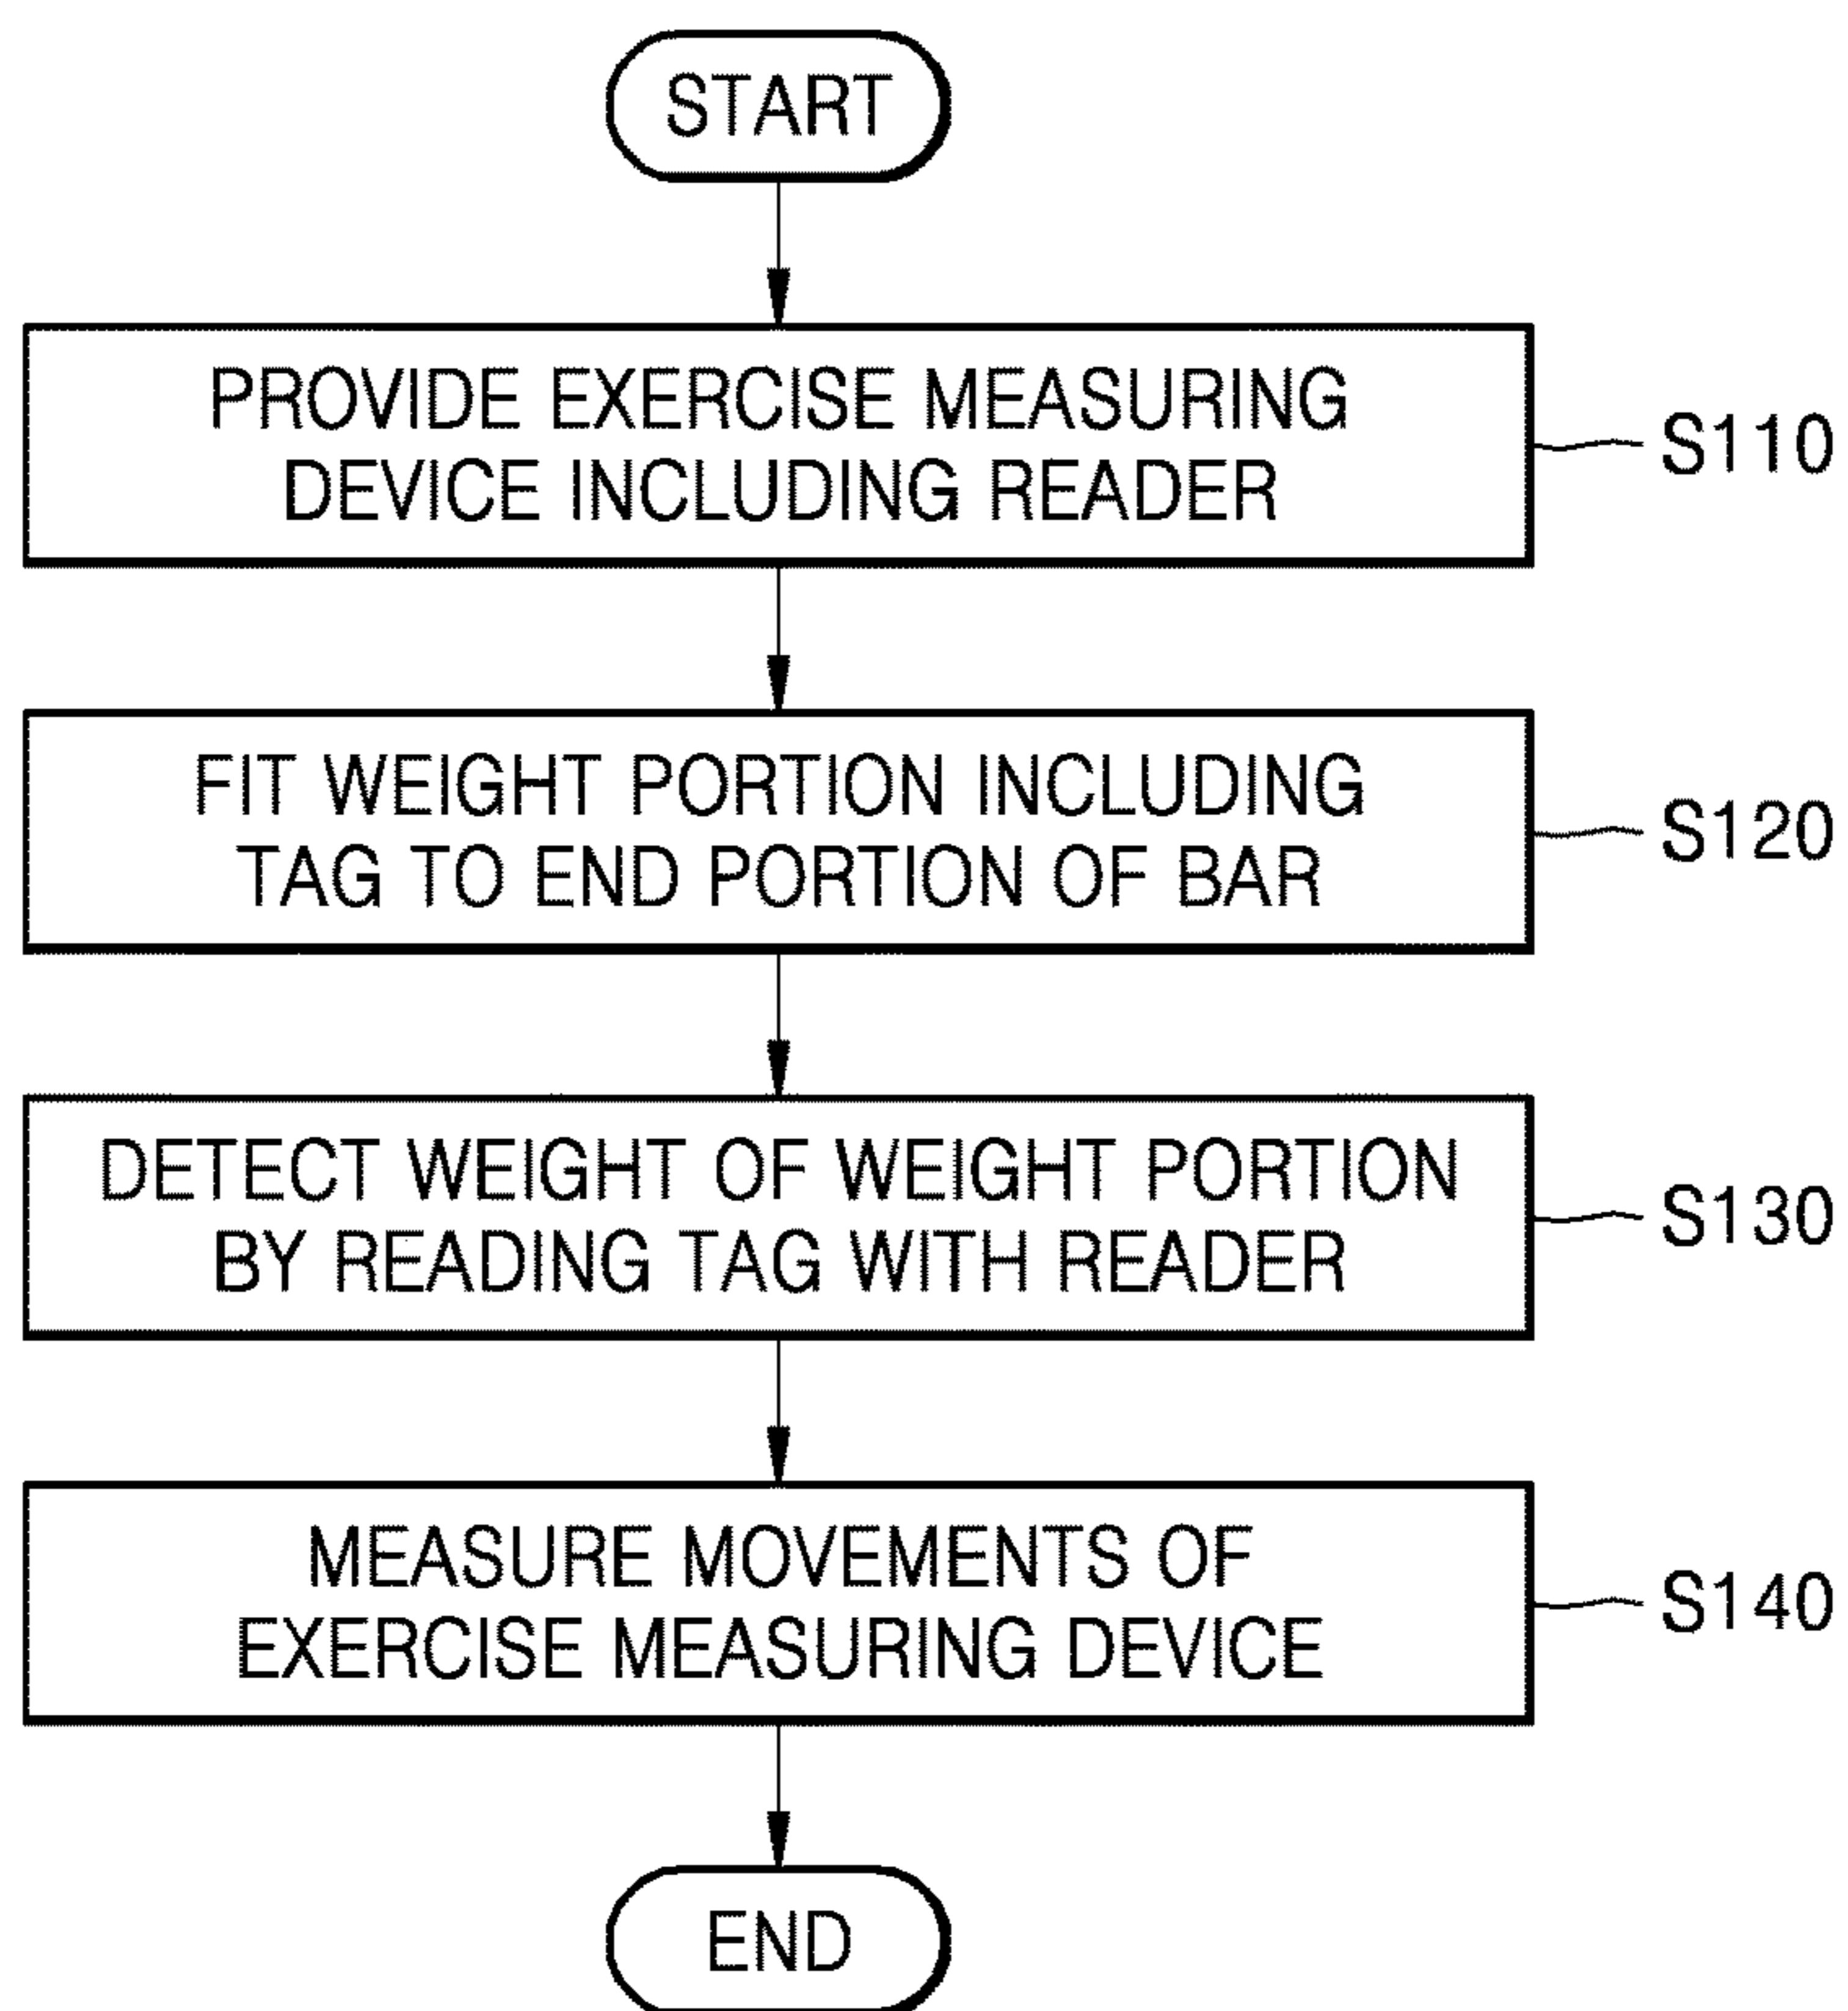 START
PROVIDE EXERCISE MEASURING
DEVICE INCLUDING READER
S110
FIT WEIGHT PORTION INCLUDING
TAG TO END PORTION OF BAR
S120
DETECT WEIGHT OF WEIGHT PORTION
BY READING TAG WITH READER
S130
MEASURE MOVEMENTS OF
EXERCISE MEASURING DEVICE
S140
END